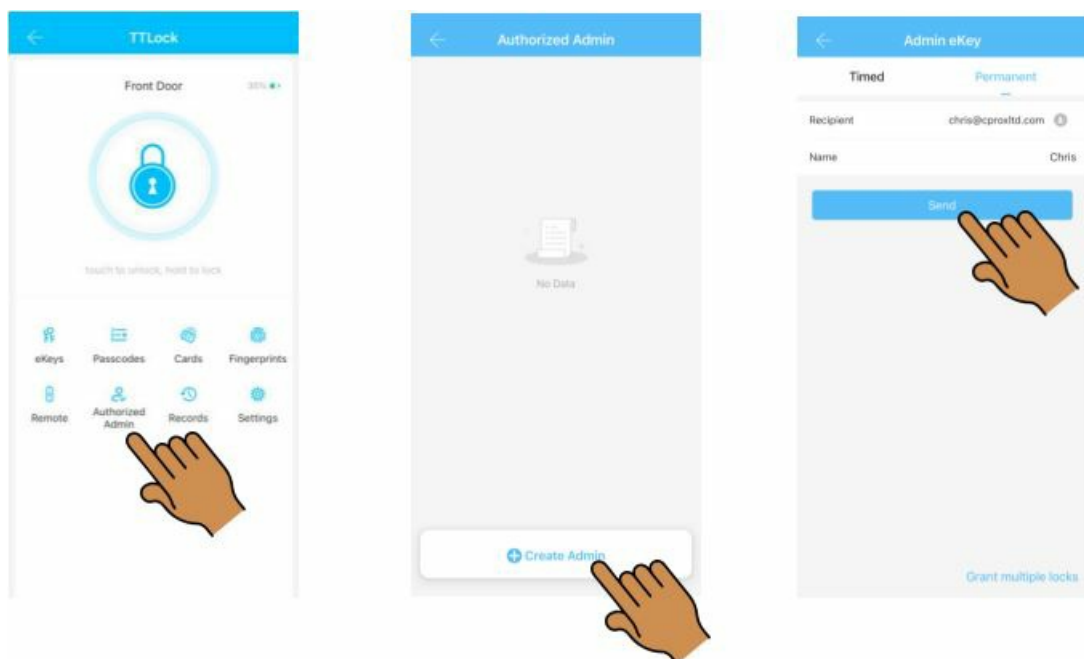 TTLock
Front Door
touch to unlock, hold to lock
eKeys
Passcodes
Cards
Fingerprints
Remote
Authorized
Admin
Records
Settings
Authorized Admin
No Data
Create Admin
Admin eKey
Timed
Permanent
Recipient
chris@cproxltd.com
Name
Chris
Send
Grant multiple locks